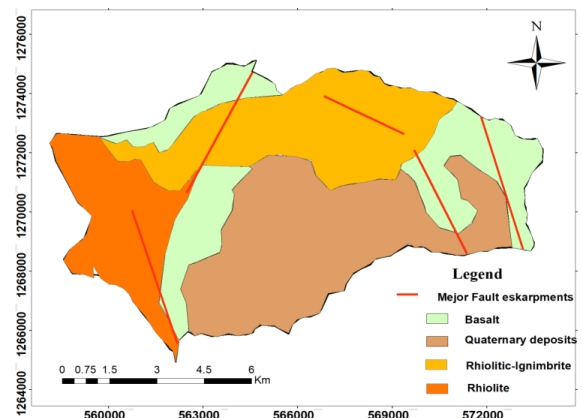 1276000
1274000
1272000
1270000
1268000
1266000
1264000
N
Legend
Major Fault eskarpments
Basalt
Quaternary deposits
Rhiolitic-Ignimbrite
Rhiolite
0 0.75 1.5 3 4.5 6
Km
560000 563000 566000 569000 572000